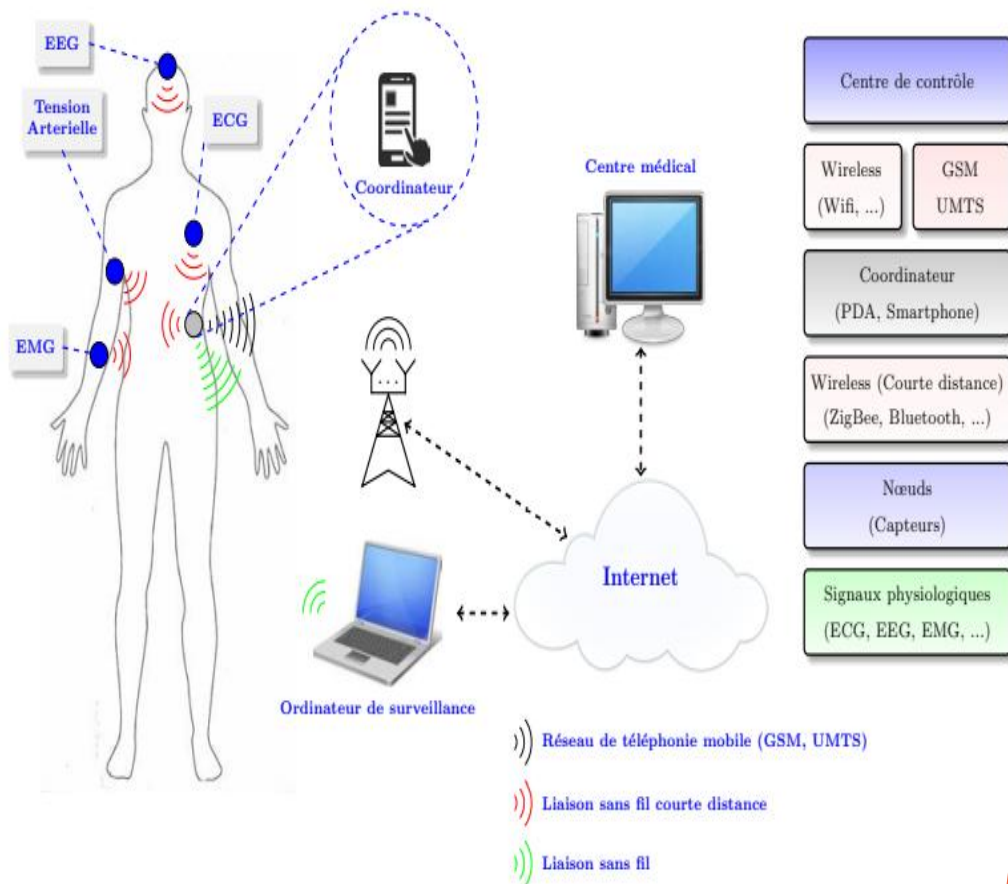 EEG
Tension
Arterielle
ECG
EMG
Coordinateur
Centre médical
Internet
Ordinateur de surveillance
Réseau de téléphonie mobile (GSM, UMTS)
Liaison sans fil courte distance
Liaison sans fil
Centre de contrôle
Wireless
(Wifi, ...)
GSM
UMTS
Coordinateur
(PDA, Smartphone)
Wireless (Courte distance)
(ZigBee, Bluetooth, ...)
Nœuds
(Capteurs)
Signaux physiologiques
(ECG, EEG, EMG, ...)